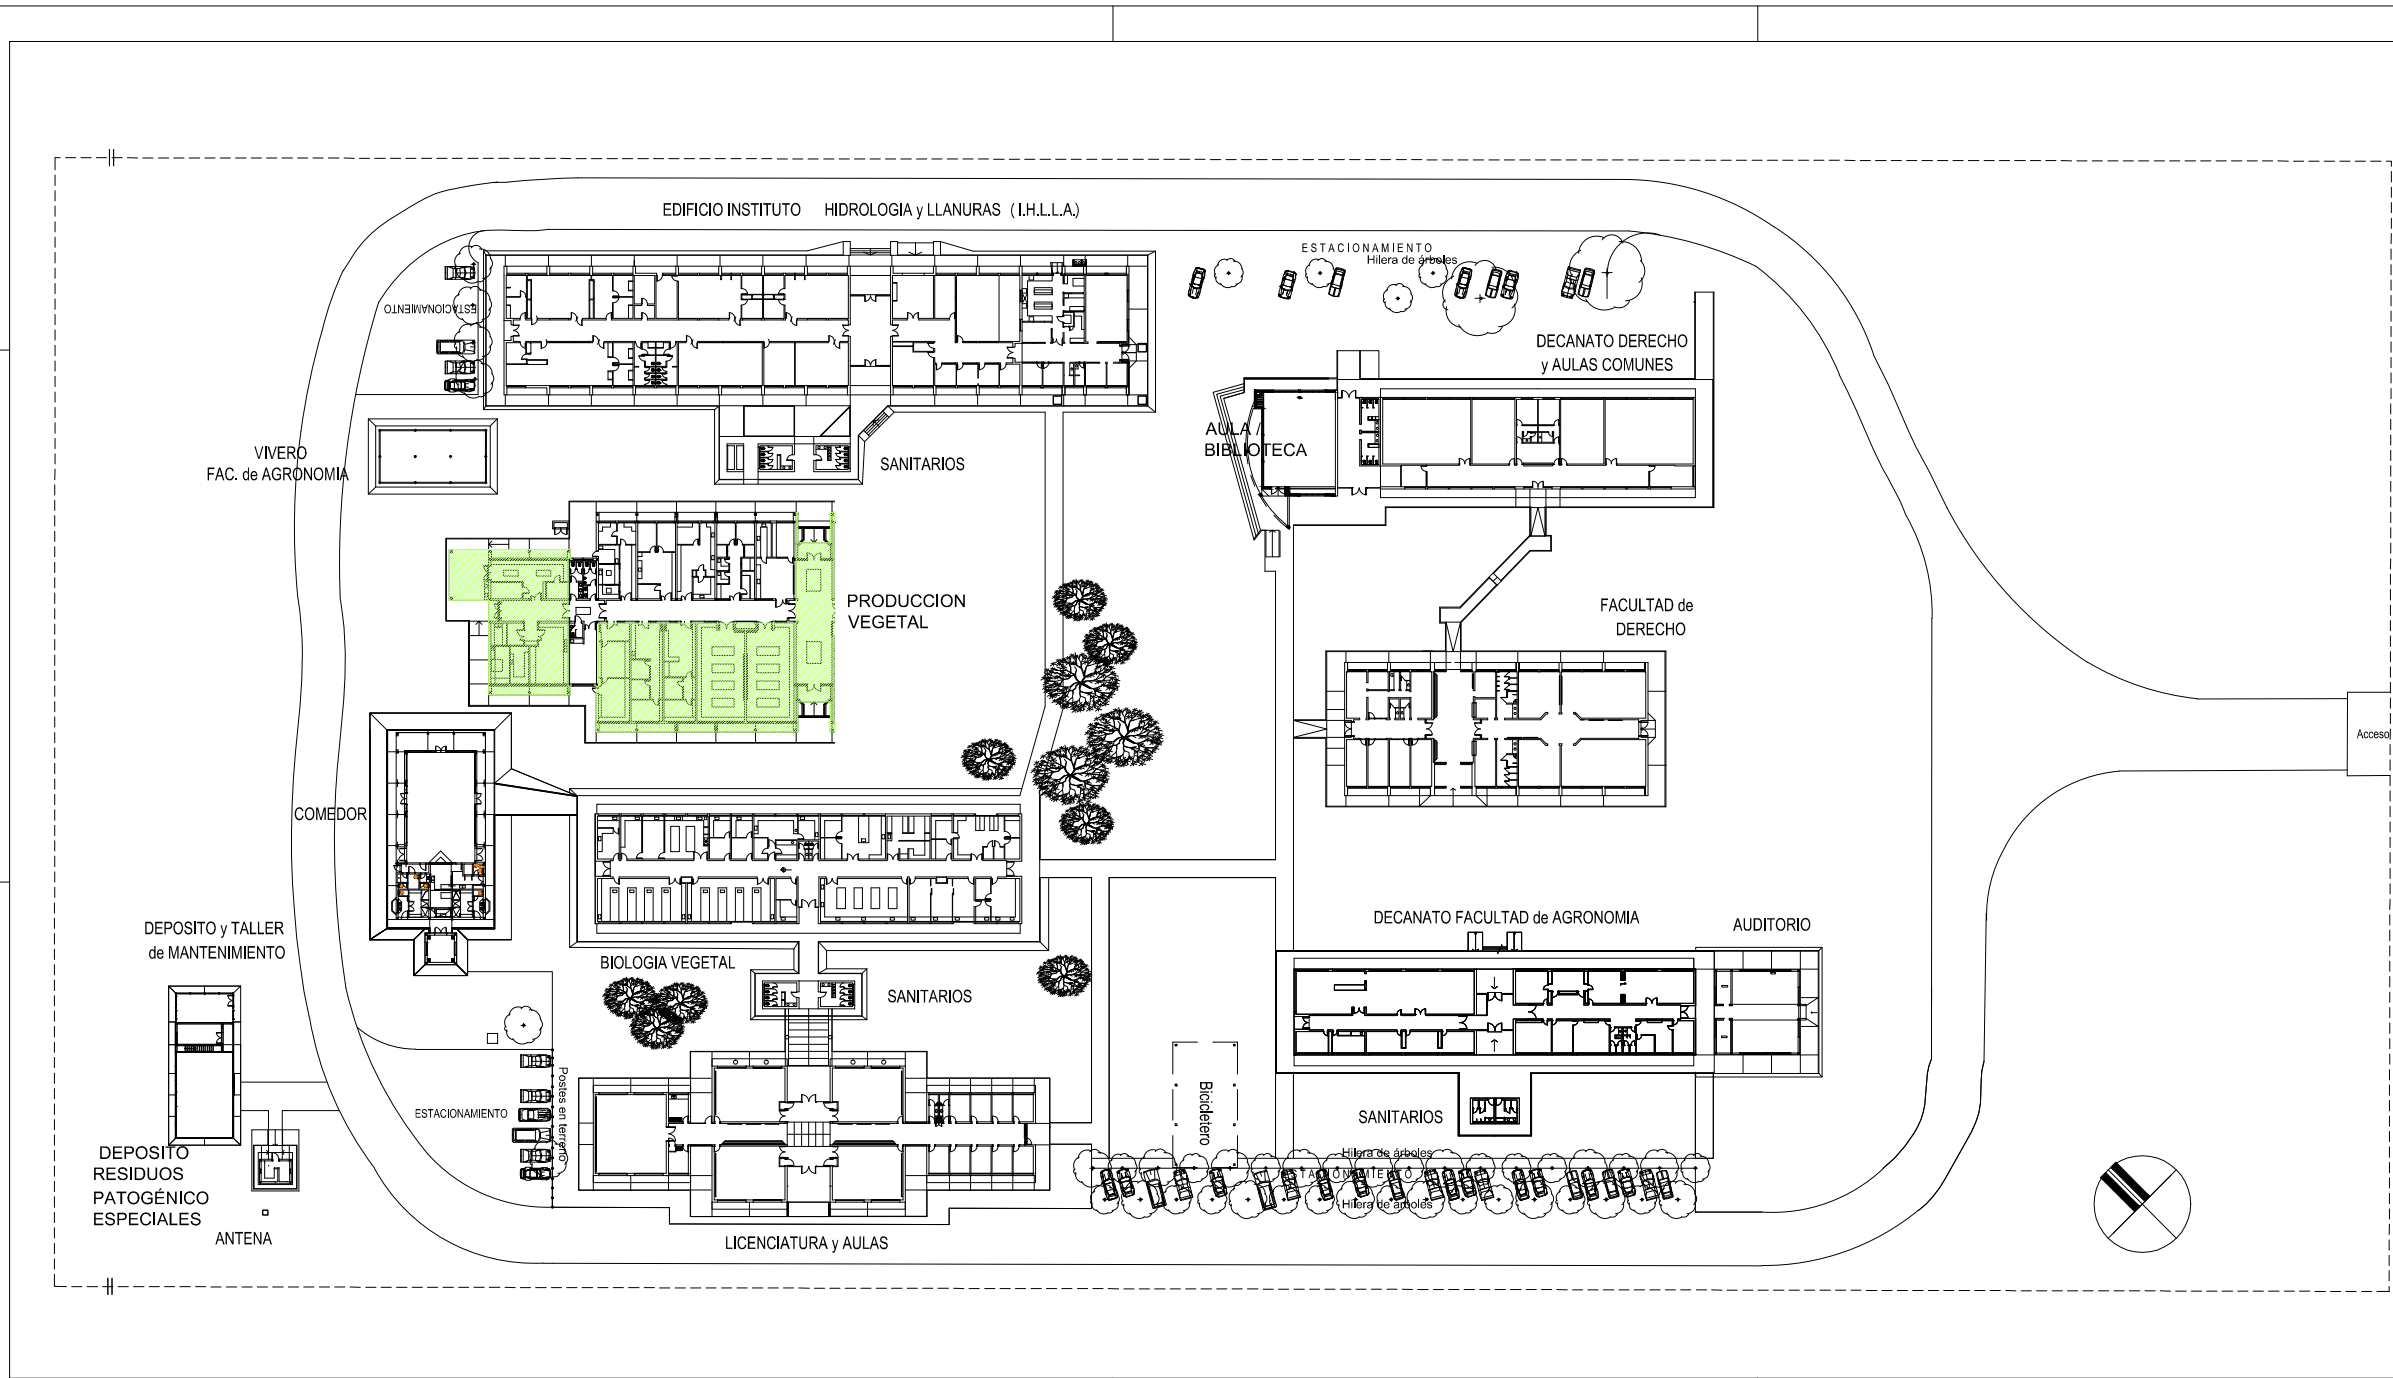 EDIFICIO INSTITUTO HIDROLOGIA y LLANURAS ( I.H.L.L.A.)
ESTACIONAMIENTO
Hilera de árboles
ESTACIONAMIENTO
DECANATO DERECHO
y AULAS COMUNES
AULA /
BIBLIOTECA
VIVERO
FAC. de AGRONOMIA
SANITARIOS
PRODUCCION
VEGETAL
FACULTAD de
DERECHO
Acceso
COMEDOR
DEPOSITO y TALLER
de MANTENIMIENTO
BIOLOGIA VEGETAL
SANITARIOS
DECANATO FACULTAD de AGRONOMIA
AUDITORIO
Postes en terreno
ESTACIONAMIENTO
Bicicletero
SANITARIOS
DEPOSITO
RESIDUOS
PATOGÉNICO
ESPECIALES
ANTENA
Hilera de árboles
ESTACIONAMIENTO
Hilera de árboles
LICENCIATURA y AULAS